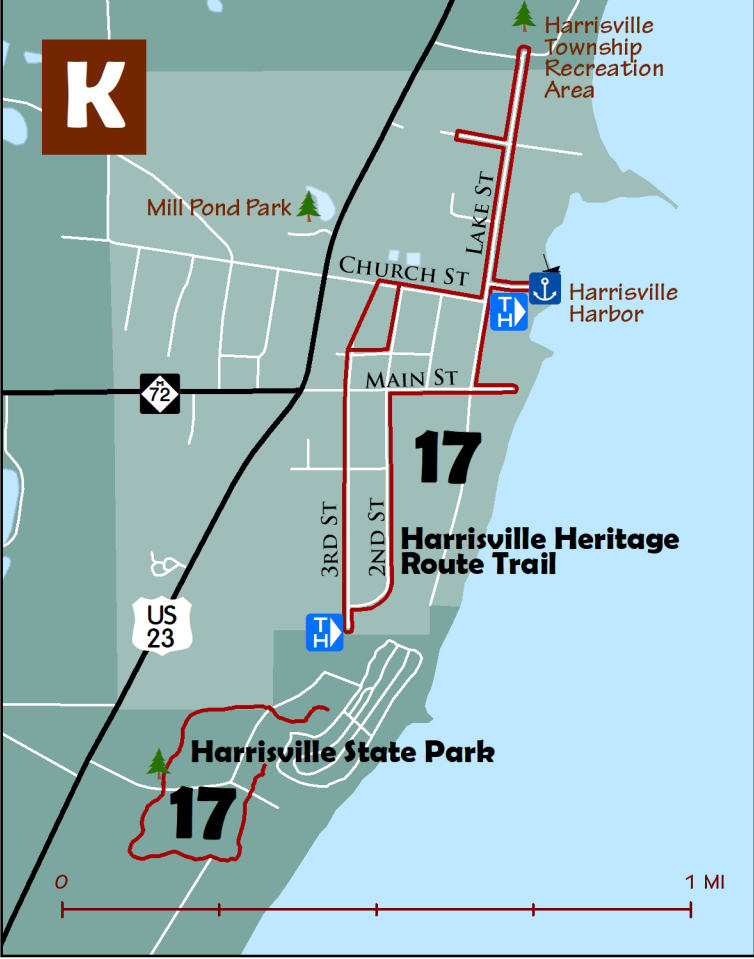 Harrisville
Township
Recreation
Area
K
Mill Pond Park
LAKE ST
CHURCH ST
T
H
Harrisville
Harbor
M
72
MAIN ST
17
3RD ST
2ND ST
Harrisville Heritage
Route Trail
US
23
T
H
Harrisville State Park
17
0
1 MI